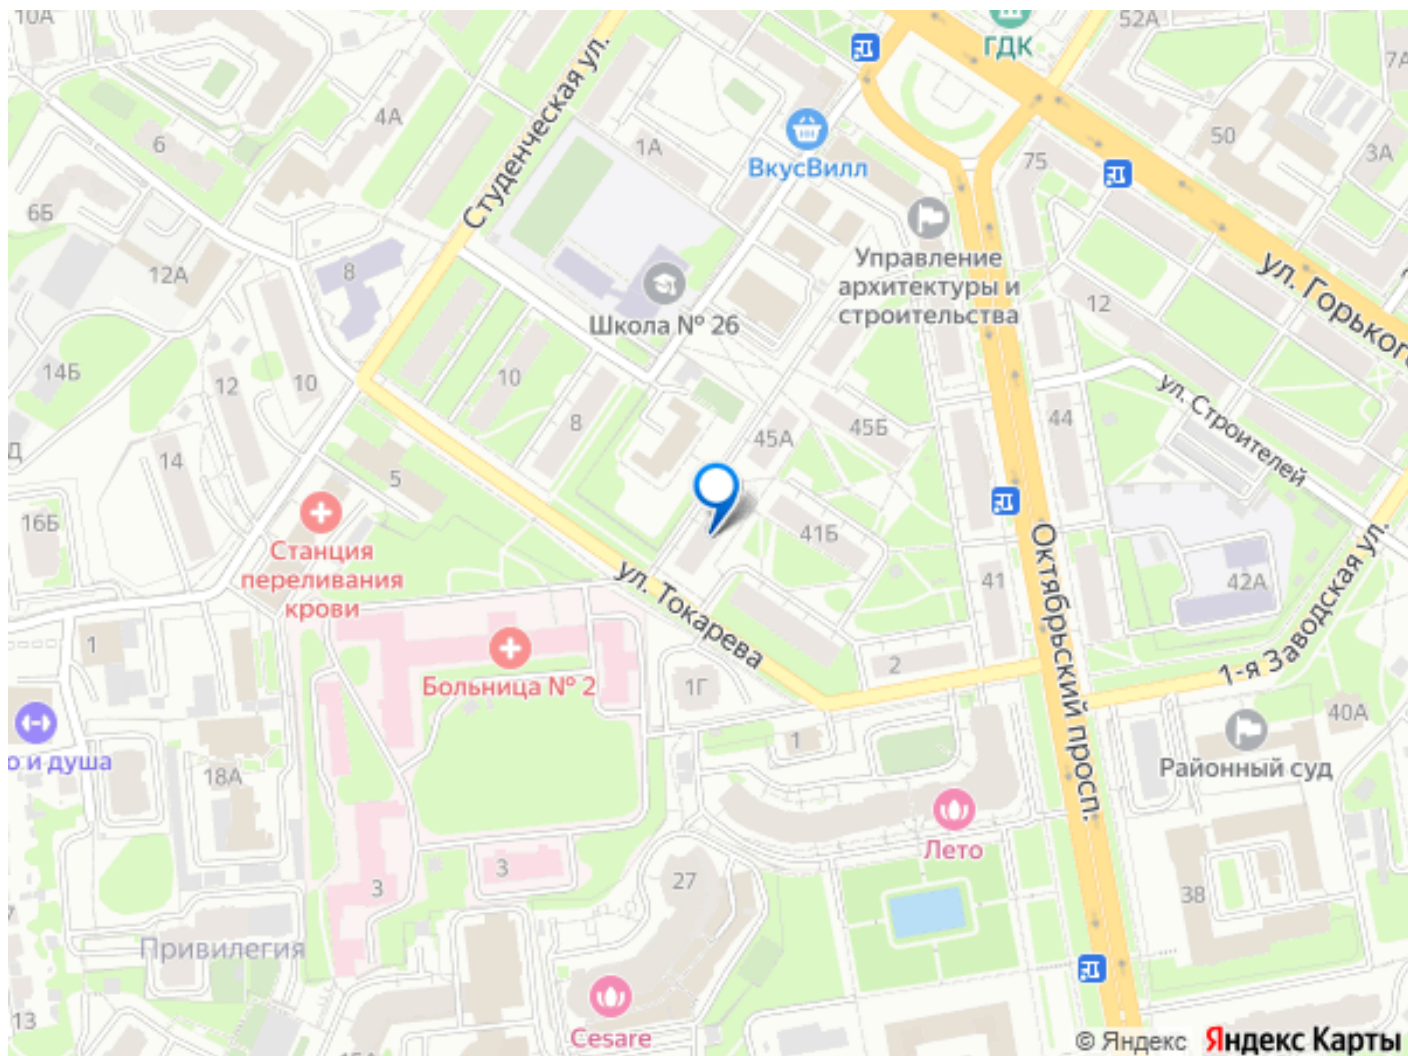 10А
52А
ГДК
7А
4А
Студенческая ул.
1А
ВкусВилл
75
50
3А
6
6Б
Управление
архитектуры и
строительства
12А
8
Школа № 26
12
ул. Горького
14Б
12
10
10
8
45А
45Б
44
ул. Строителей
14
5
16Б
Станция
переливания
крови
41Б
41
42А
ул. Токарева
Октябрьский просп.
1-я Заводская ул.
1
Больница № 2
1Г
2
40А
о и душа
18А
1
Районный суд
Лето
3
3
27
38
Привилегия
13
Cesare
© Яндекс Яндекс Карты